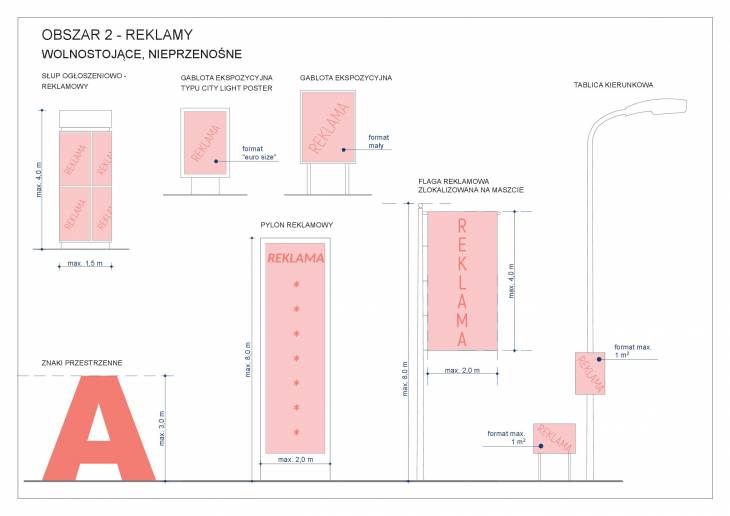 OBSZAR 2 - REKLAMY
WOLNOSTOJĄCE, NIEPRZENOŚNE
SŁUP OGŁOSZENIOWO -
REKLAMOWY
max. 4,0 m
REKLAMA
REKLAMA
REKLAMA
REKLAMA
max. 1,5 m
GABLOTA EKSPOZYCYJNA
TYPU CITY LIGHT POSTER
REKLAMA
format
"euro size"
GABLOTA EKSPOZYCYJNA
REKLAMA
format
mały
TABLICA KIERUNKOWA
FLAGA REKLAMOWA
ZLOKALIZOWANA NA MASZCIE
REKLAMA
max. 4,0 m
max. 2,0 m
max. 8,0 m
PYLON REKLAMOWY
REKLAMA
max. 8,0 m
max. 2,0 m
format max.
1 m²
REKLAMA
format max.
1 m²
REKLAMA
ZNAKI PRZESTRZENNE
A
max. 3,0 m